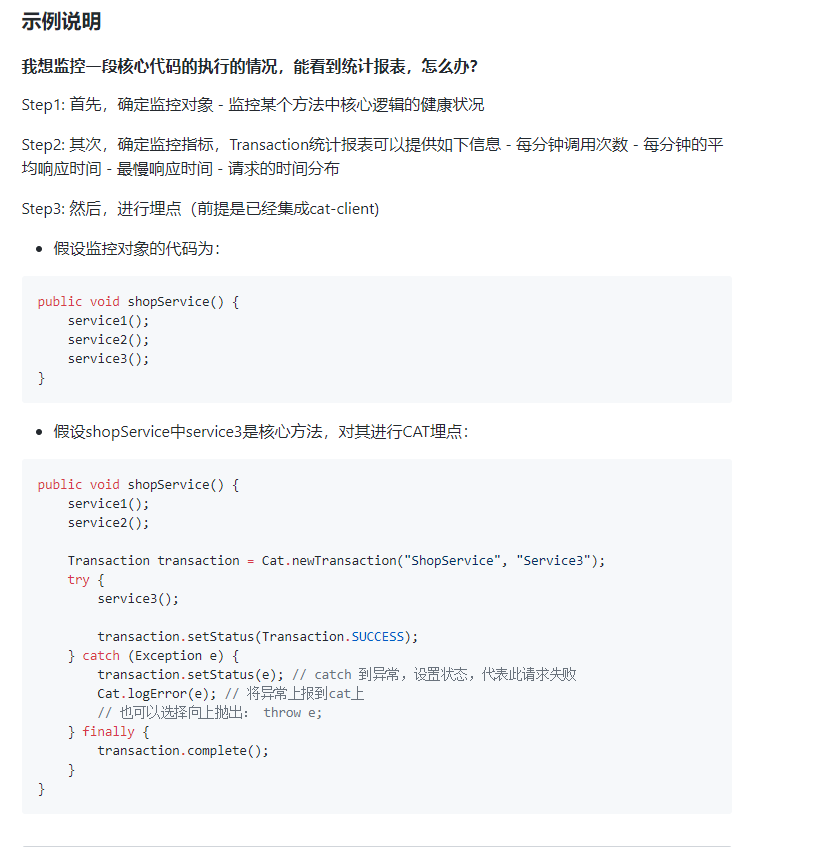 示例说明
我想监控一段核心代码的执行的情况，能看到统计报表，怎么办？
Step1: 首先，确定监控对象 - 监控某个方法中核心逻辑的健康状况
Step2: 其次，确定监控指标，Transaction统计报表可以提供如下信息 - 每分钟调用次数 - 每分钟的平
均响应时间 - 最慢响应时间 - 请求的时间分布
Step3: 然后，进行埋点（前提是已经集成cat-client)
• 假设监控对象的代码为：
public void shopService() {
    service1();
    service2();
    service3();
}
• 假设shopService中service3是核心方法，对其进行CAT埋点：
public void shopService() {
    service1();
    service2();
    Transaction transaction = Cat.newTransaction("ShopService", "Service3");
    try {
        service3();
        transaction.setStatus(Transaction.SUCCESS);
    } catch (Exception e) {
        transaction.setStatus(e); // catch 到异常，设置状态，代表此请求失败
        Cat.logError(e); // 将异常上报到cat上
        // 也可以选择向上抛出： throw e;
    } finally {
        transaction.complete();
    }
}